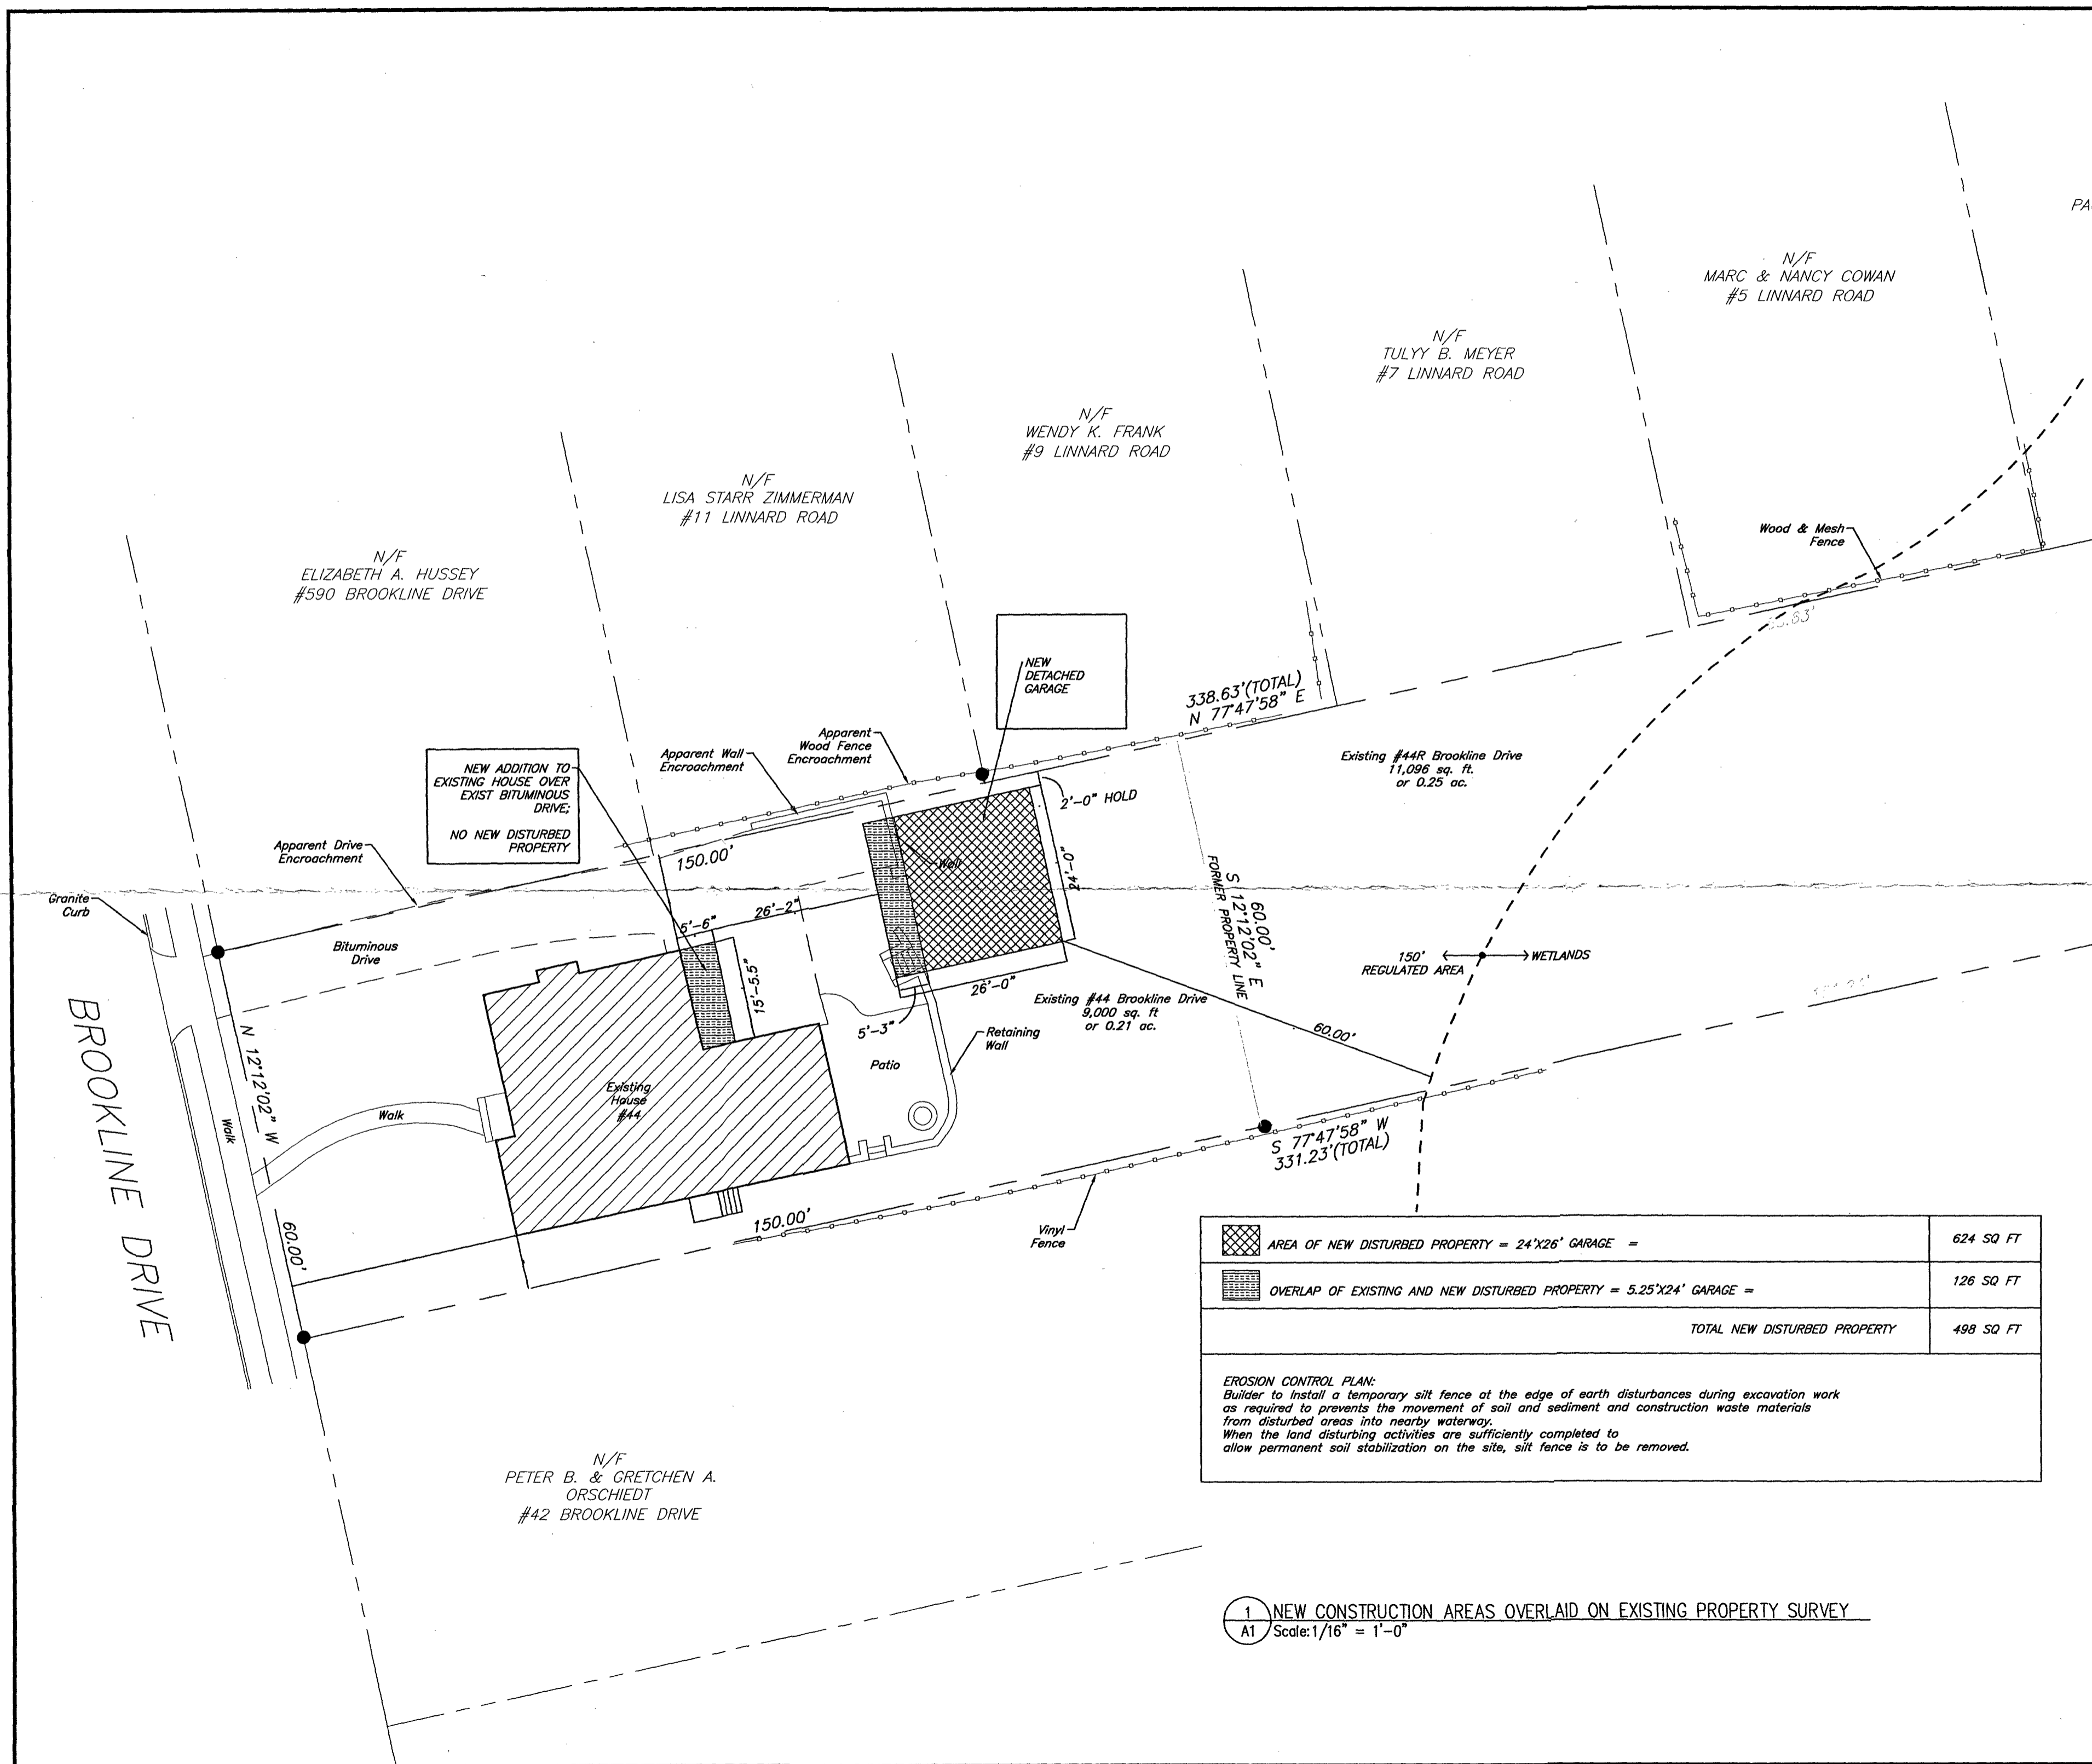 PA
N/F
MARC & NANCY COWAN
#5 LINNARD ROAD
N/F
TULYY B. MEYER
#7 LINNARD ROAD
N/F
WENDY K. FRANK
#9 LINNARD ROAD
N/F
LISA STARR ZIMMERMAN
#11 LINNARD ROAD
N/F
ELIZABETH A. HUSSEY
#590 BROOKLINE DRIVE
Wood & Mesh
Fence
NEW
DETACHED
GARAGE
338.63'(TOTAL)
N 77°47'58" E
Apparent
Wood Fence
Encroachment
Apparent Wall
Encroachment
NEW ADDITION TO
EXISTING HOUSE OVER
EXIST BITUMINOUS
DRIVE;
NO NEW DISTURBED
PROPERTY
Existing #44R Brookline Drive
11,096 sq. ft.
or 0.25 ac.
2'-0" HOLD
Apparent Drive
Encroachment
150.00'
Wall
24'-0"
Granite
Curb
5'-6"
26'-2"
Bituminous
Drive
15'-5.5"
60.00'
S 12°12'02" E
FORMER PROPERTY LINE
150'
REGULATED AREA
WETLANDS
26'-0"
Existing #44 Brookline Drive
9,000 sq. ft
or 0.21 ac.
5'-3"
Retaining
Wall
60.00'
BROOKLINE DRIVE
N 12°12'02" W
Walk
Walk
Existing
House
#44
Patio
60.00'
150.00'
S 77°47'58" W
331.23'(TOTAL)
Vinyl
Fence
AREA OF NEW DISTURBED PROPERTY = 24'X26' GARAGE = 624 SQ FT
OVERLAP OF EXISTING AND NEW DISTURBED PROPERTY = 5.25'X24' GARAGE = 126 SQ FT
TOTAL NEW DISTURBED PROPERTY 498 SQ FT
EROSION CONTROL PLAN:
Builder to Install a temporary silt fence at the edge of earth disturbances during excavation work
as required to prevents the movement of soil and sediment and construction waste materials
from disturbed areas into nearby waterway.
When the land disturbing activities are sufficiently completed to
allow permanent soil stabilization on the site, silt fence is to be removed.
N/F
PETER B. & GRETCHEN A.
ORSCHIEDT
#42 BROOKLINE DRIVE
1
A1
NEW CONSTRUCTION AREAS OVERLAID ON EXISTING PROPERTY SURVEY
Scale: 1/16" = 1'-0"